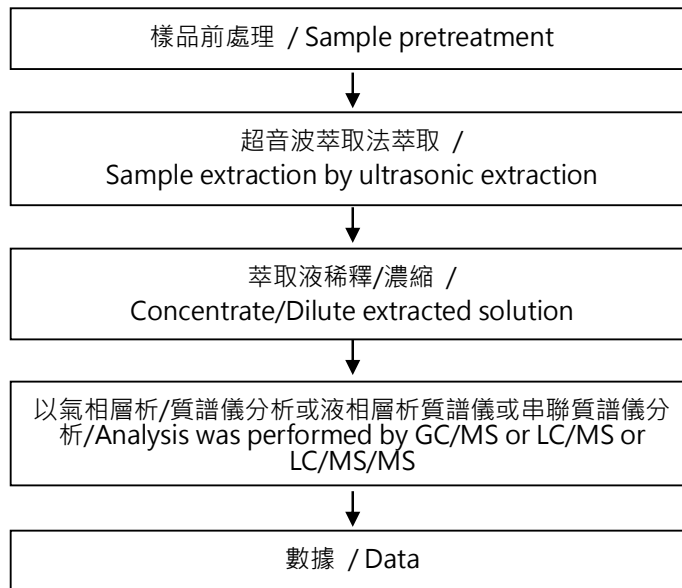 樣品前處理 / Sample pretreatment
超音波萃取法萃取 /
Sample extraction by ultrasonic extraction
萃取液稀釋/濃縮 /
Concentrate/Dilute extracted solution
以氣相層析/質譜儀分析或液相層析質譜儀或串聯質譜儀分
析/Analysis was performed by GC/MS or LC/MS or
LC/MS/MS
數據 / Data